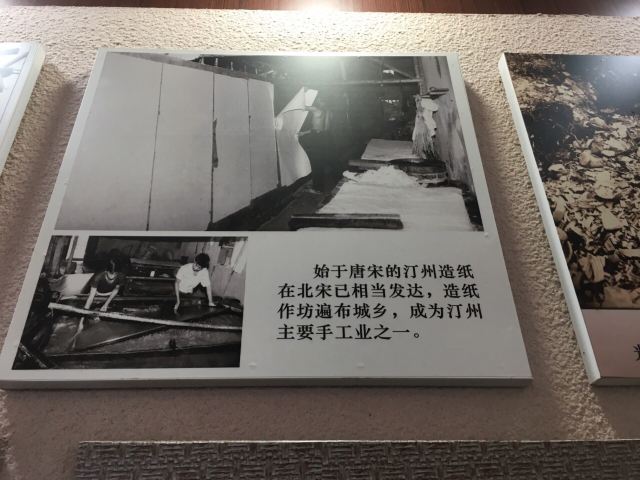 始于唐宋的汀州造纸
在北宋已相当发达，造纸
作坊遍布城乡，成为汀州
主要手工业之一。